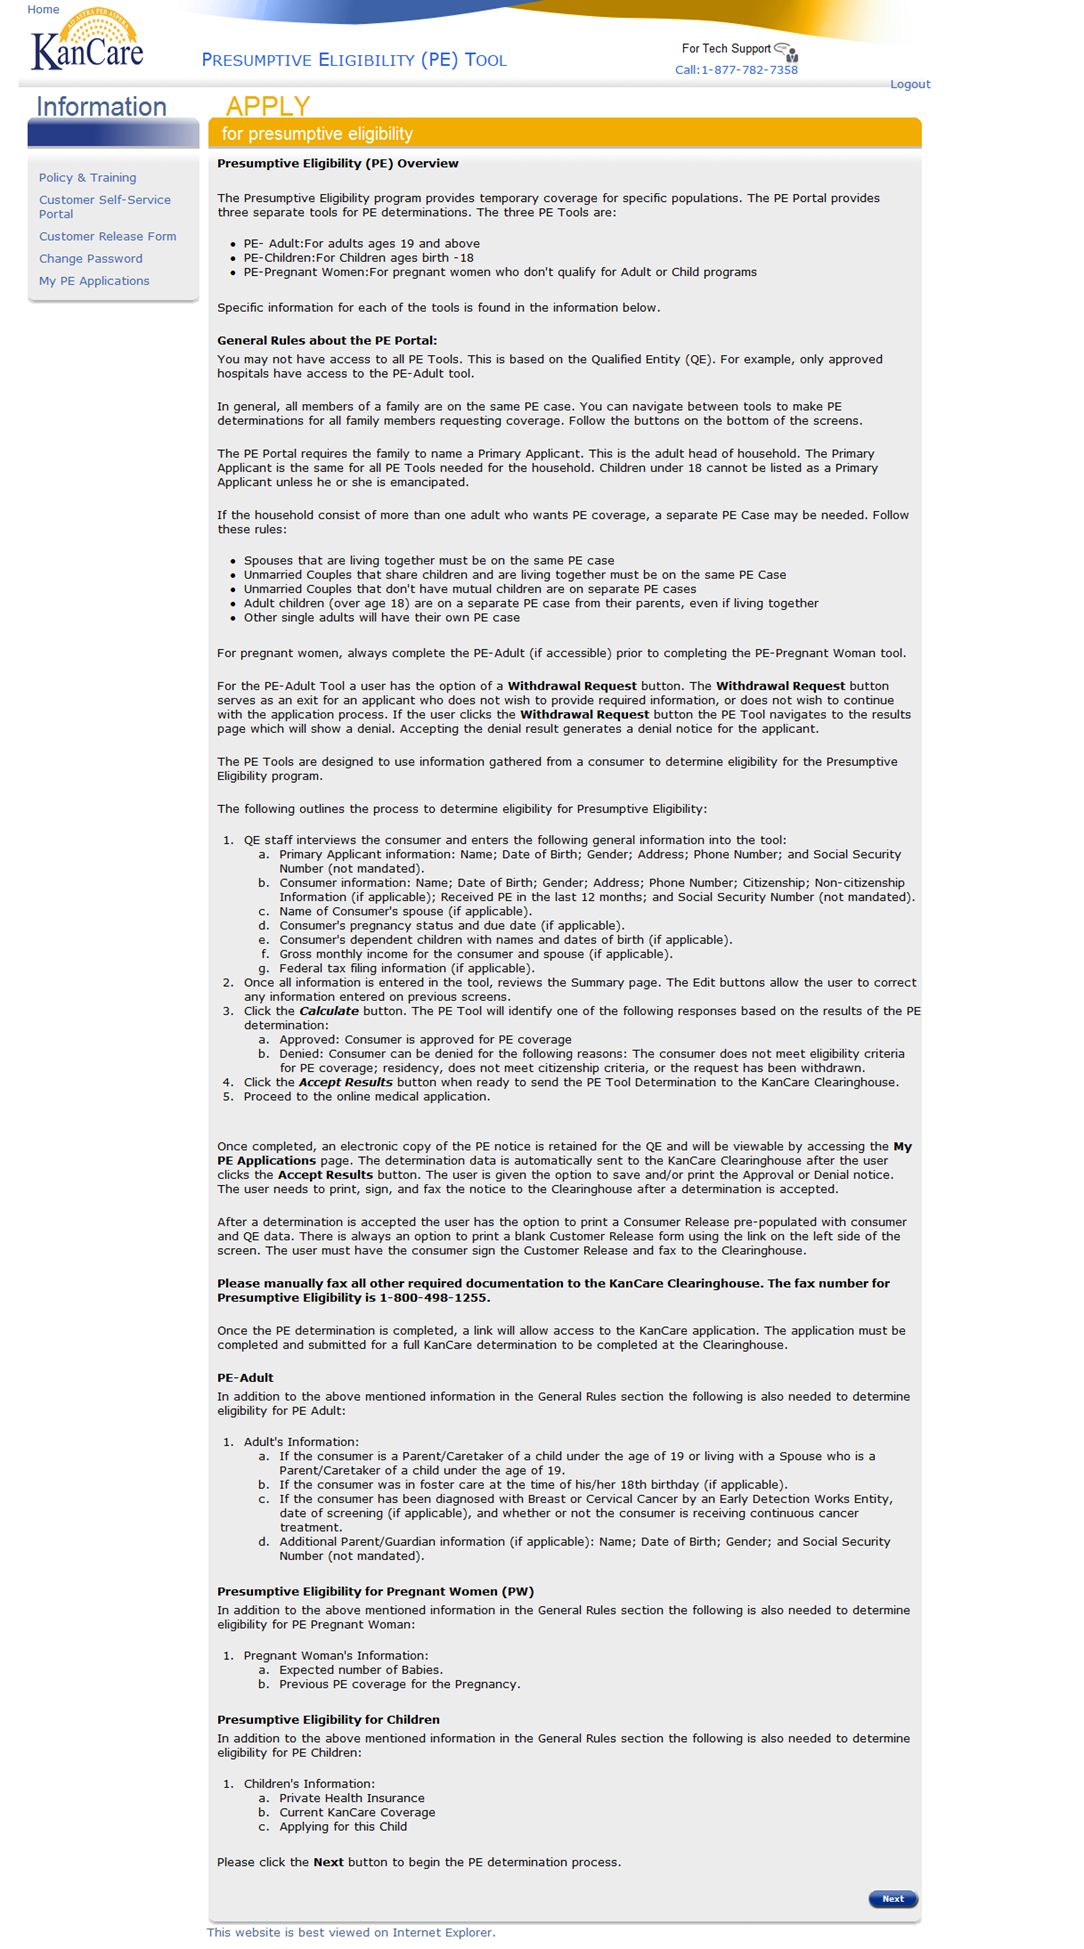 Home
AD ASTRA PER ASPERA
KanCare
PRESUMPTIVE ELIGIBILITY (PE) TOOL
For Tech Support
Call:1-877-782-7358
Logout
Information
APPLY
for presumptive eligibility
Policy & Training
Customer Self-Service
Portal
Customer Release Form
Change Password
My PE Applications
Presumptive Eligibility (PE) Overview
The Presumptive Eligibility program provides temporary coverage for specific populations. The PE Portal provides
three separate tools for PE determinations. The three PE Tools are:
• PE- Adult:For adults ages 19 and above
• PE-Children:For Children ages birth -18
• PE-Pregnant Women:For pregnant women who don't qualify for Adult or Child programs
Specific information for each of the tools is found in the information below.
General Rules about the PE Portal:
You may not have access to all PE Tools. This is based on the Qualified Entity (QE). For example, only approved
hospitals have access to the PE-Adult tool.
In general, all members of a family are on the same PE case. You can navigate between tools to make PE
determinations for all family members requesting coverage. Follow the buttons on the bottom of the screens.
The PE Portal requires the family to name a Primary Applicant. This is the adult head of household. The Primary
Applicant is the same for all PE Tools needed for the household. Children under 18 cannot be listed as a Primary
Applicant unless he or she is emancipated.
If the household consist of more than one adult who wants PE coverage, a separate PE Case may be needed. Follow
these rules:
• Spouses that are living together must be on the same PE case
• Unmarried Couples that share children and are living together must be on the same PE Case
• Unmarried Couples that don't have mutual children are on separate PE cases
• Adult children (over age 18) are on a separate PE case from their parents, even if living together
• Other single adults will have their own PE case
For pregnant women, always complete the PE-Adult (if accessible) prior to completing the PE-Pregnant Woman tool.
For the PE-Adult Tool a user has the option of a Withdrawal Request button. The Withdrawal Request button
serves as an exit for an applicant who does not wish to provide required information, or does not wish to continue
with the application process. If the user clicks the Withdrawal Request button the PE Tool navigates to the results
page which will show a denial. Accepting the denial result generates a denial notice for the applicant.
The PE Tools are designed to use information gathered from a consumer to determine eligibility for the Presumptive
Eligibility program.
The following outlines the process to determine eligibility for Presumptive Eligibility:
1. QE staff interviews the consumer and enters the following general information into the tool:
a. Primary Applicant information: Name; Date of Birth; Gender; Address; Phone Number; and Social Security
Number (not mandated).
b. Consumer information: Name; Date of Birth; Gender; Address; Phone Number; Citizenship; Non-citizenship
Information (if applicable); Received PE in the last 12 months; and Social Security Number (not mandated).
c. Name of Consumer's spouse (if applicable).
d. Consumer's pregnancy status and due date (if applicable).
e. Consumer's dependent children with names and dates of birth (if applicable).
f. Gross monthly income for the consumer and spouse (if applicable).
g. Federal tax filing information (if applicable).
2. Once all information is entered in the tool, reviews the Summary page. The Edit buttons allow the user to correct
any information entered on previous screens.
3. Click the Calculate button. The PE Tool will identify one of the following responses based on the results of the PE
determination:
a. Approved: Consumer is approved for PE coverage
b. Denied: Consumer can be denied for the following reasons: The consumer does not meet eligibility criteria
for PE coverage; residency, does not meet citizenship criteria, or the request has been withdrawn.
4. Click the Accept Results button when ready to send the PE Tool Determination to the KanCare Clearinghouse.
5. Proceed to the online medical application.
Once completed, an electronic copy of the PE notice is retained for the QE and will be viewable by accessing the My
PE Applications page. The determination data is automatically sent to the KanCare Clearinghouse after the user
clicks the Accept Results button. The user is given the option to save and/or print the Approval or Denial notice.
The user needs to print, sign, and fax the notice to the Clearinghouse after a determination is accepted.
After a determination is accepted the user has the option to print a Consumer Release pre-populated with consumer
and QE data. There is always an option to print a blank Customer Release form using the link on the left side of the
screen. The user must have the consumer sign the Customer Release and fax to the Clearinghouse.
Please manually fax all other required documentation to the KanCare Clearinghouse. The fax number for
Presumptive Eligibility is 1-800-498-1255.
Once the PE determination is completed, a link will allow access to the KanCare application. The application must be
completed and submitted for a full KanCare determination to be completed at the Clearinghouse.
PE-Adult
In addition to the above mentioned information in the General Rules section the following is also needed to determine
eligibility for PE Adult:
1. Adult's Information:
a. If the consumer is a Parent/Caretaker of a child under the age of 19 or living with a Spouse who is a
Parent/Caretaker of a child under the age of 19.
b. If the consumer was in foster care at the time of his/her 18th birthday (if applicable).
c. If the consumer has been diagnosed with Breast or Cervical Cancer by an Early Detection Works Entity,
date of screening (if applicable), and whether or not the consumer is receiving continuous cancer
treatment.
d. Additional Parent/Guardian information (if applicable): Name; Date of Birth; Gender; and Social Security
Number (not mandated).
Presumptive Eligibility for Pregnant Women (PW)
In addition to the above mentioned information in the General Rules section the following is also needed to determine
eligibility for PE Pregnant Woman:
1. Pregnant Woman's Information:
a. Expected number of Babies.
b. Previous PE coverage for the Pregnancy.
Presumptive Eligibility for Children
In addition to the above mentioned information in the General Rules section the following is also needed to determine
eligibility for PE Children:
1. Children's Information:
a. Private Health Insurance
b. Current KanCare Coverage
c. Applying for this Child
Please click the Next button to begin the PE determination process.
Next
This website is best viewed on Internet Explorer.